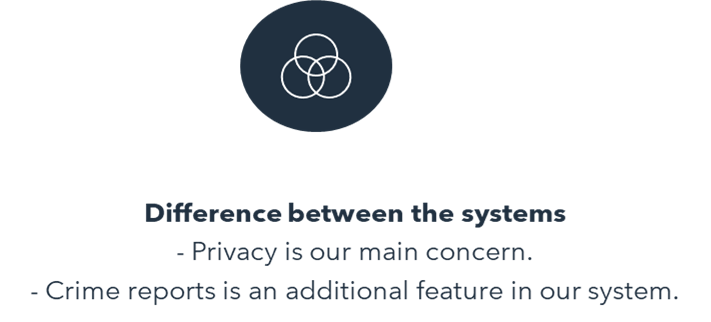 Difference between the systems
- Privacy is our main concern.
- Crime reports is an additional feature in our system.